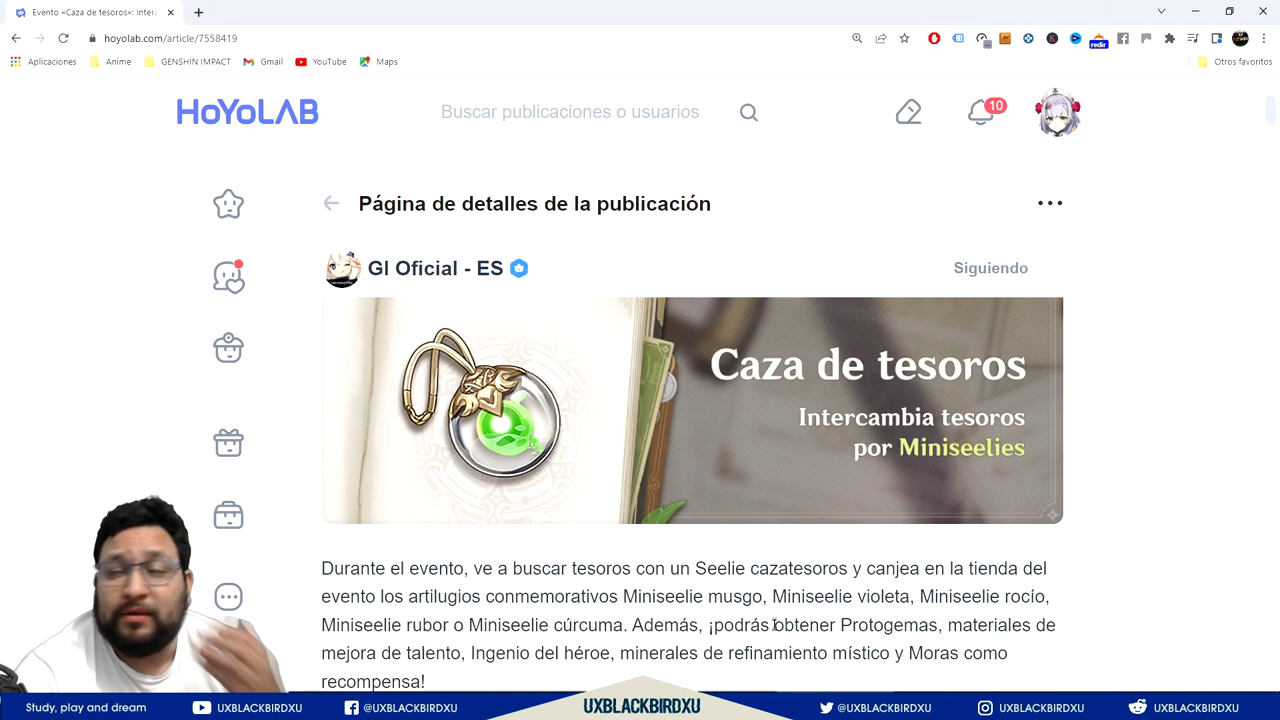 Evento «Caza de tesoros»: Inter
hoyolab.com/article/7558419
redir
Aplicaciones
Anime
GENSHIN IMPACT
Gmail
YouTube
Maps
Otros favoritos
HoYoLAB
Buscar publicaciones o usuarios
10
Página de detalles de la publicación
GI Oficial - ES
Siguiendo
Caza de tesoros
Intercambia tesoros
por Miniseelies
Durante el evento, ve a buscar tesoros con un Seelie cazatesoros y canjea en la tienda del
evento los artilugios conmemorativos Miniseelie musgo, Miniseelie violeta, Miniseelie rocío,
Miniseelie rubor o Miniseelie cúrcuma. Además, ¡podrás obtener Protogemas, materiales de
mejora de talento, Ingenio del héroe, minerales de refinamiento místico y Moras como
recompensa!
Study, play and dream
UXBLACKBIRDXU
@UXBLACKBIRDXU
UXBLACKBIRDXU
@UXBLACKBIRDXU
UXBLACKBIRDXU
UXBLACKBIRDXU